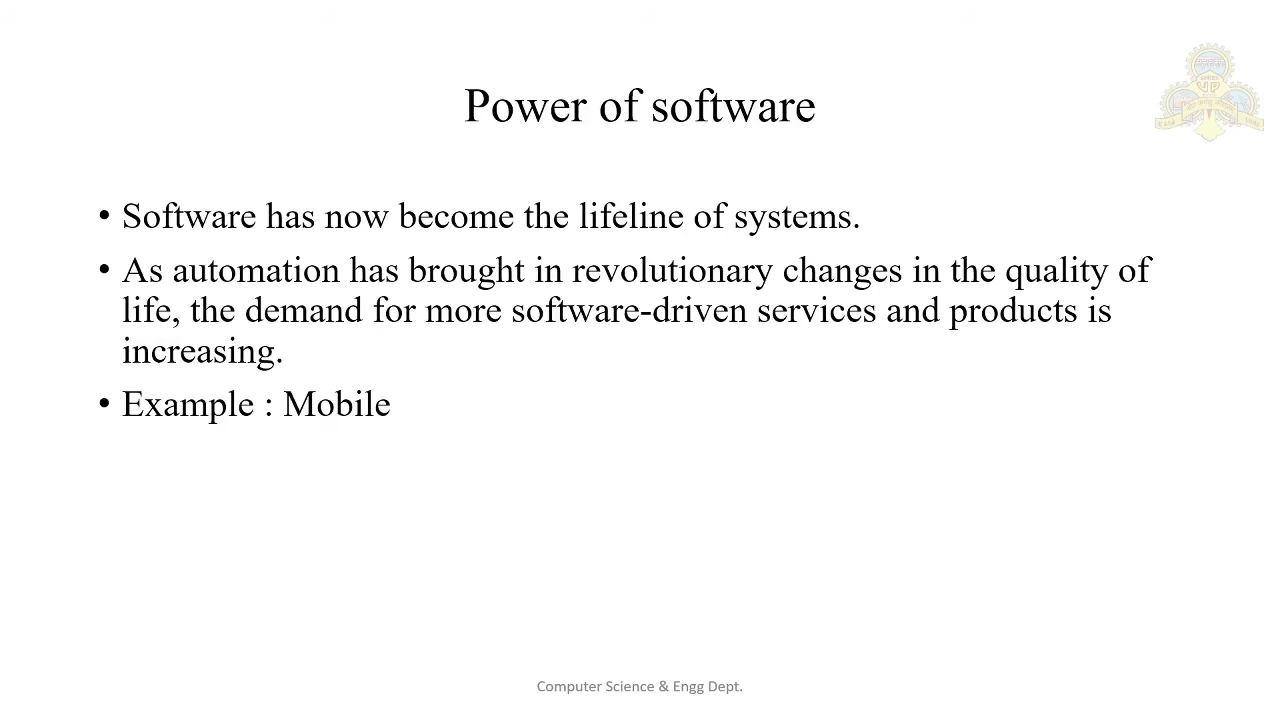 Power of software
• Software has now become the lifeline of systems.
• As automation has brought in revolutionary changes in the quality of
life, the demand for more software-driven services and products is
increasing.
• Example : Mobile
Computer Science & Engg Dept.